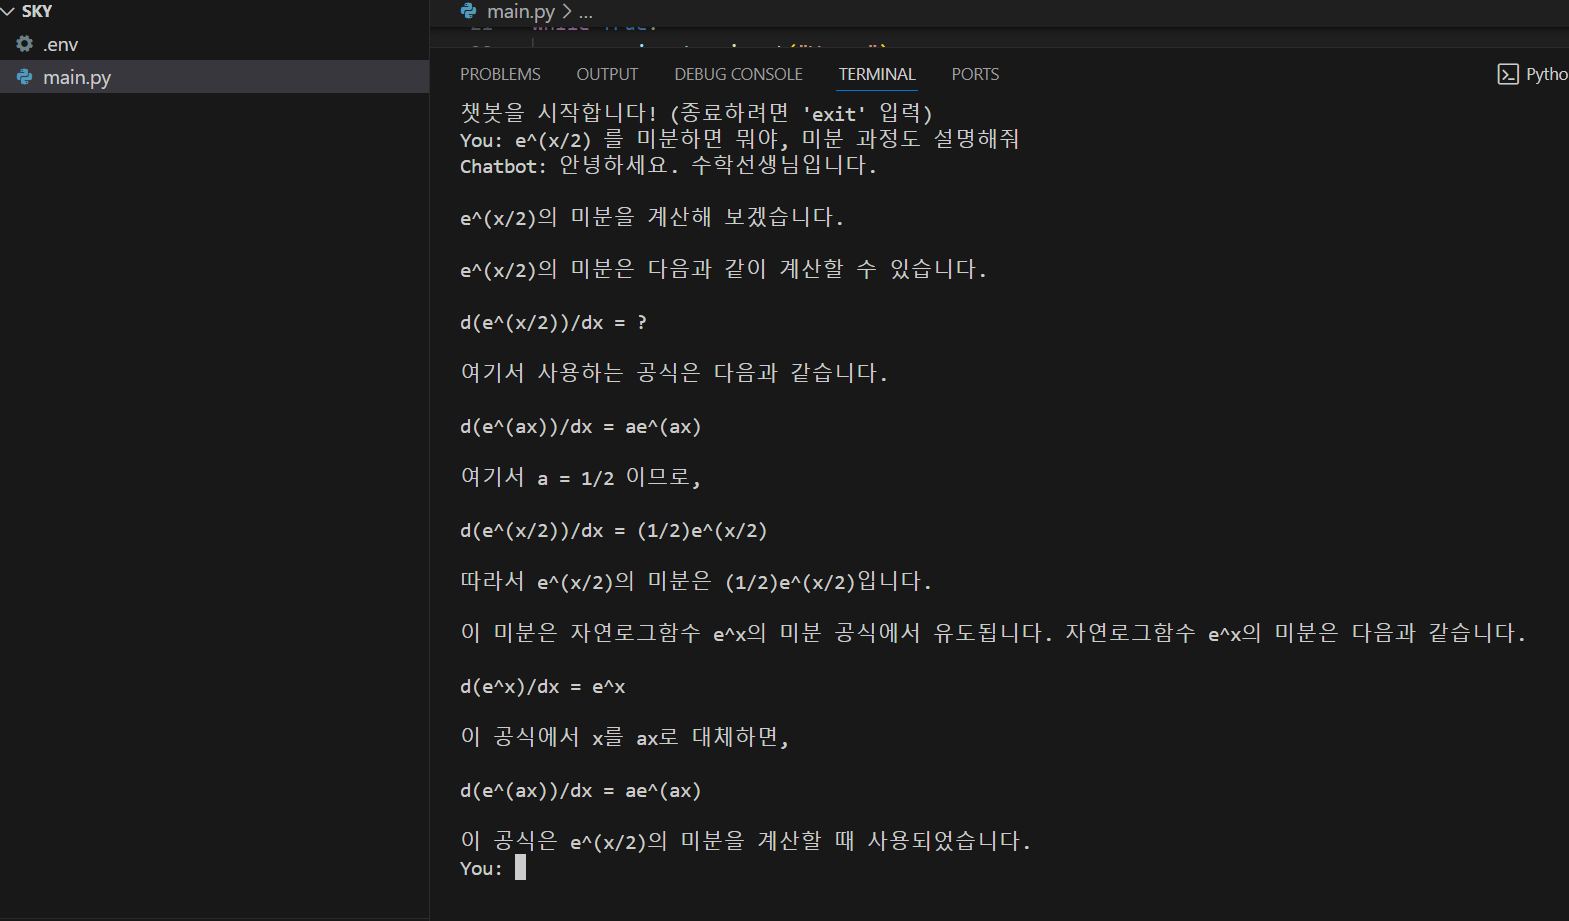 SKY
main.py > ...
.env
main.py
PROBLEMS OUTPUT DEBUG CONSOLE TERMINAL PORTS
Pytho
챗봇을 시작합니다! (종료하려면 'exit' 입력)
You: e^(x/2) 를 미분하면 뭐야, 미분 과정도 설명해줘
Chatbot: 안녕하세요. 수학선생님입니다.
e^(x/2)의 미분을 계산해 보겠습니다.
e^(x/2)의 미분은 다음과 같이 계산할 수 있습니다.
d(e^(x/2))/dx = ?
여기서 사용하는 공식은 다음과 같습니다.
d(e^(ax))/dx = ae^(ax)
여기서 a = 1/2 이므로,
d(e^(x/2))/dx = (1/2)e^(x/2)
따라서 e^(x/2)의 미분은 (1/2)e^(x/2)입니다.
이 미분은 자연로그함수 e^x의 미분 공식에서 유도됩니다. 자연로그함수 e^x의 미분은 다음과 같습니다.
d(e^x)/dx = e^x
이 공식에서 x를 ax로 대체하면,
d(e^(ax))/dx = ae^(ax)
이 공식은 e^(x/2)의 미분을 계산할 때 사용되었습니다.
You: